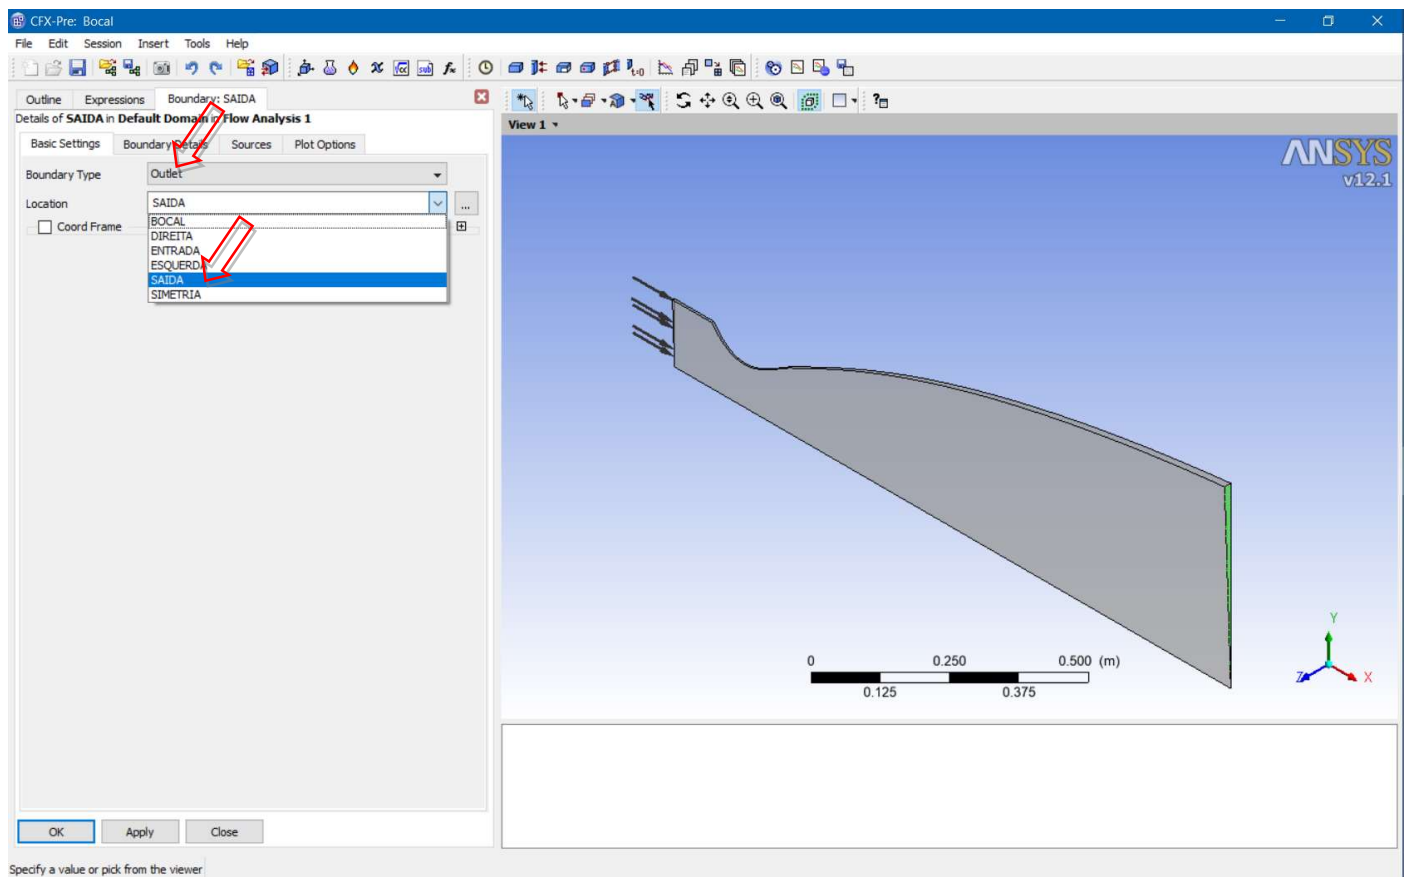 CFX-Pre: Bocal
File Edit Session Insert Tools Help
Outline Expressions Boundary: SAIDA
Details of SAIDA in Default Domain in Flow Analysis 1
Basic Settings Boundary Details Sources Plot Options
Boundary Type Outlet
Location SAIDA ...
Coord Frame
BOCAL
DIREITA
ENTRADA
ESQUERDA
SAIDA
SIMETRIA
OK Apply Close
Specify a value or pick from the viewer
View 1
ANSYS
v12.1
0 0.250 0.500 (m)
0.125 0.375
Y
Z X